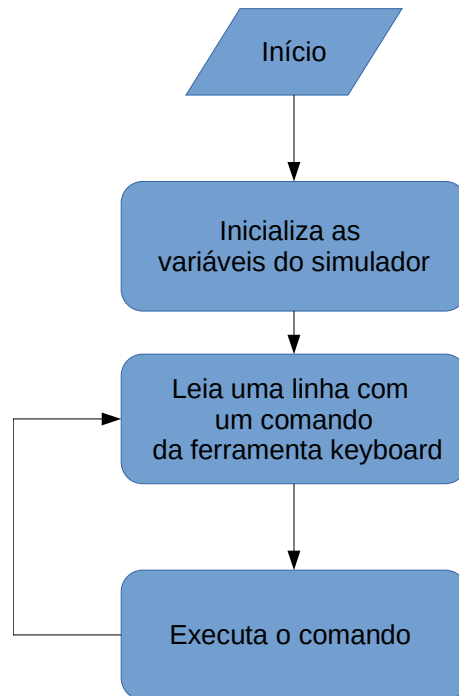 Início
Inicializa as
variáveis do simulador
Leia uma linha com
um comando
da ferramenta keyboard
Executa o comando